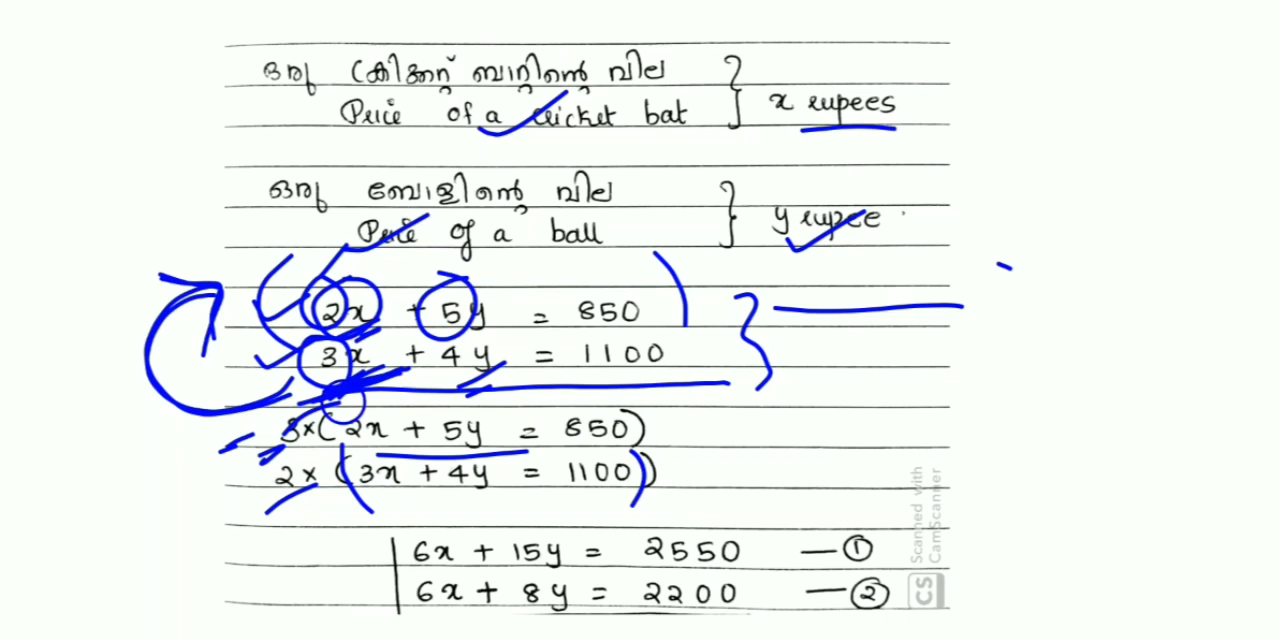 ഒരു ക്രിക്കറ്റ് ബാറ്റിന്റെ വില
Price of a cricket bat } x rupees
ഒരു ബോളിന്റെ വില
Price of a ball } y rupee
2x + 5y = 850
3x + 4y = 1100
3×( 2x + 5y = 850)
2× (3x + 4y = 1100)
6x + 15y = 2550 — ①
6x + 8y = 2200 — ②
Scanned with
CamScanner
CS